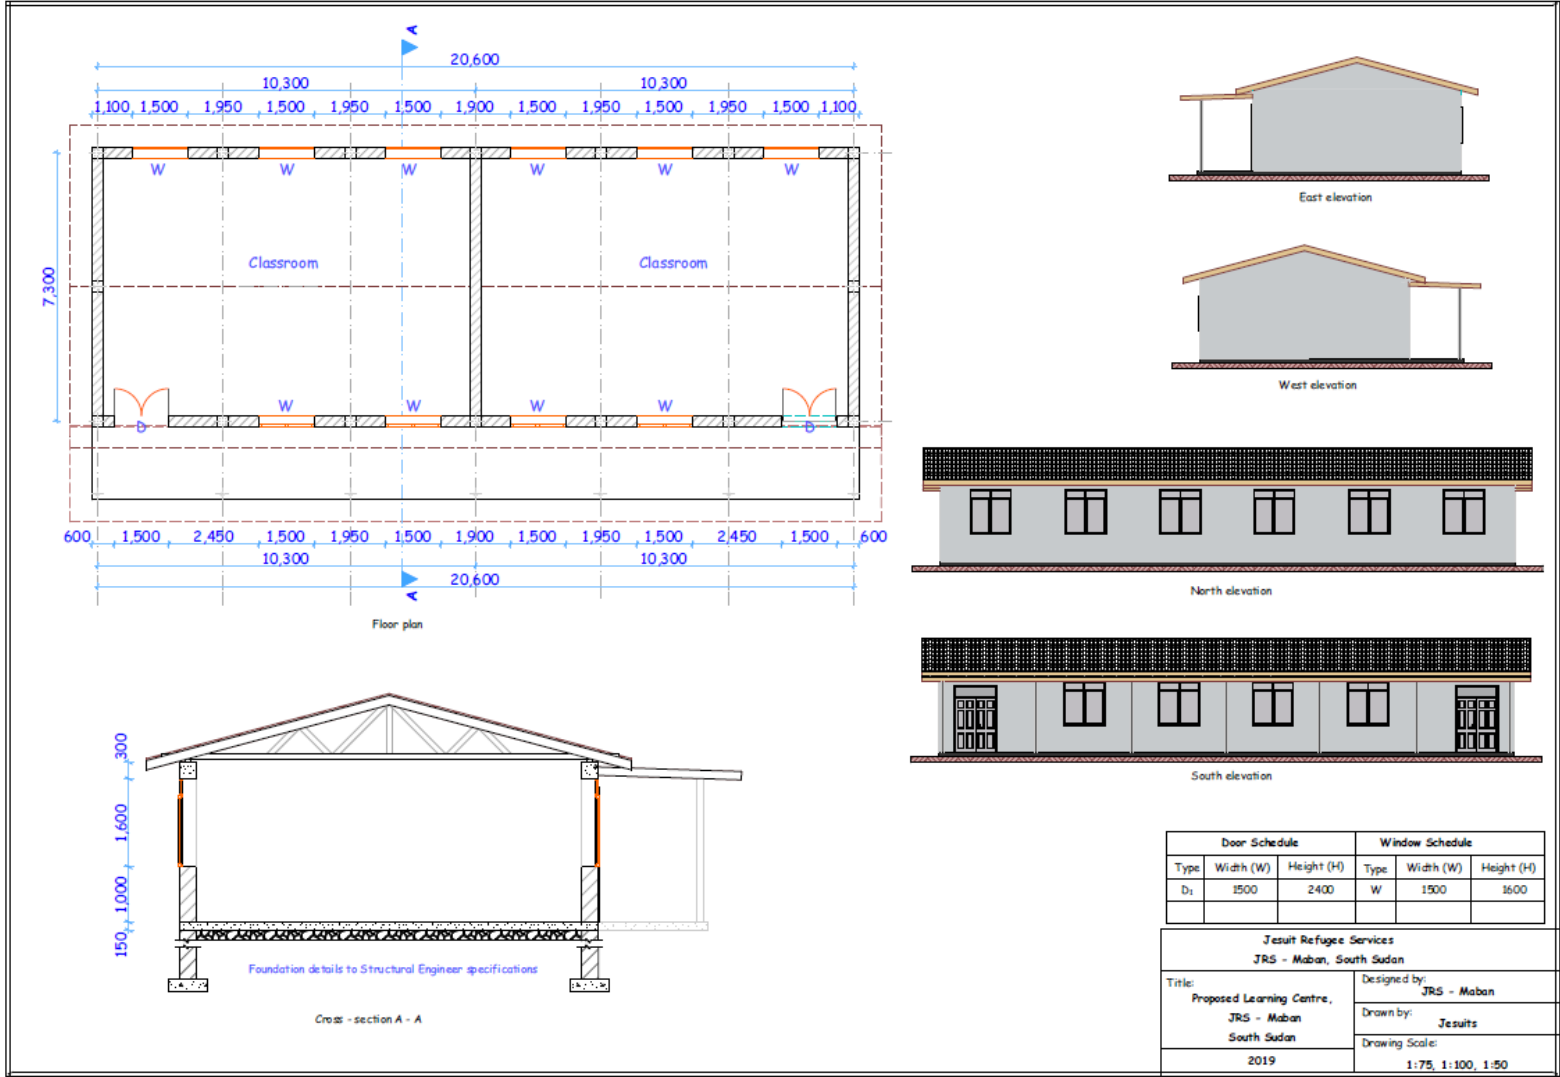 A
20,600
10,300 10,300
1,100 1,500 1,950 1,500 1,950 1,500 1,900 1,500 1,950 1,500 1,950 1,500 1,100
W W W W W W
Classroom Classroom
7,300
W W W W
D D
600 1,500 2,450 1,500 1,950 1,500 1,900 1,500 1,950 1,500 2,450 1,500 600
10,300 10,300
20,600
A
Floor plan
East elevation
West elevation
North elevation
South elevation
300
1,600
1,000
150
Foundation details to Structural Engineer specifications
Cross - section A - A
Door Schedule Window Schedule
Type Width (W) Height (H) Type Width (W) Height (H)
D₁ 1500 2400 W 1500 1600
Jesuit Refugee Services
JRS - Maban, South Sudan
Title:
Proposed Learning Centre,
JRS - Maban
South Sudan
2019
Designed by:
JRS - Maban
Drawn by:
Jesuits
Drawing Scale:
1:75, 1:100, 1:50